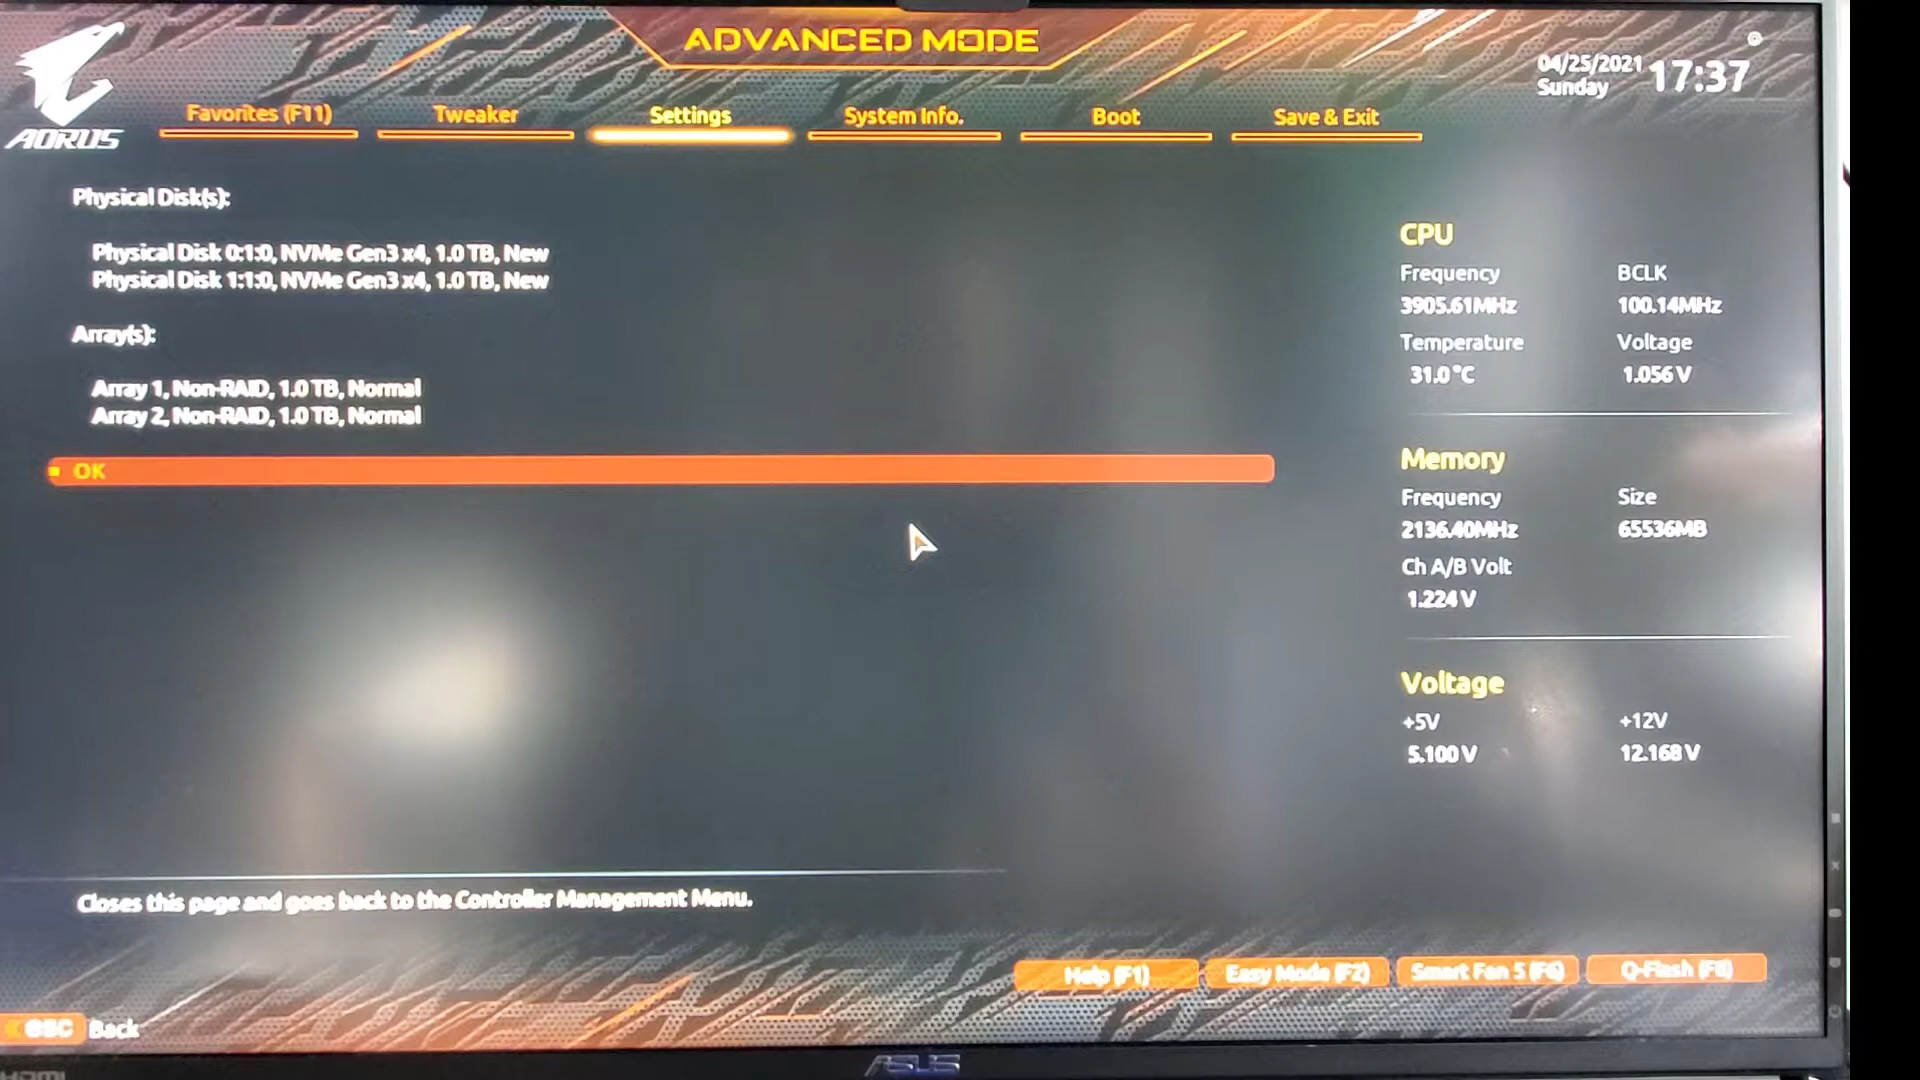 ADVANCED MODE
AORUS
04/25/2021
Sunday
17:37
Favorites (F11)
Tweaker
Settings
System Info.
Boot
Save & Exit
Physical Disk(s):
Physical Disk 0:1:0, NVMe Gen3 x4, 1.0 TB, New
Physical Disk 1:1:0, NVMe Gen3 x4, 1.0 TB, New
Array(s):
Array 1, Non-RAID, 1.0 TB, Normal
Array 2, Non-RAID, 1.0 TB, Normal
OK
CPU
Frequency BCLK
3905.61MHz 100.14MHz
Temperature Voltage
31.0 °C 1.056 V
Memory
Frequency Size
2136.40MHz 65536MB
Ch A/B Volt
1.224 V
Voltage
+5V +12V
5.100 V 12.168 V
Closes this page and goes back to the Controller Management Menu.
Help (F1)
Easy Mode (F2)
Smart Fan 5 (F6)
Q-Flash (F8)
esc Back
ASUS
HDMI